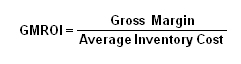 GMROI = Gross Margin
Average Inventory Cost